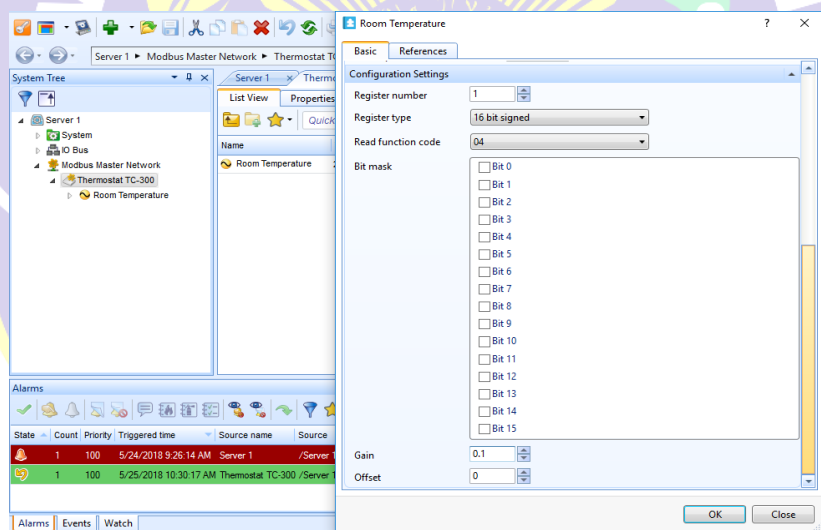 Room Temperature
?
Server 1 ▸ Modbus Master Network ▸ Thermostat T
System Tree
Server 1
System
IO Bus
Modbus Master Network
Thermostat TC-300
Room Temperature
Server 1
Thermo
List View
Properties
Quick
Name
Room Temperature
Basic
References
Configuration Settings
Register number
1
Register type
16 bit signed
Read function code
04
Bit mask
Bit 0
Bit 1
Bit 2
Bit 3
Bit 4
Bit 5
Bit 6
Bit 7
Bit 8
Bit 9
Bit 10
Bit 11
Bit 12
Bit 13
Bit 14
Bit 15
Gain
0.1
Offset
0
OK
Close
Alarms
State Count Priority Triggered time Source name Source
1 100 5/24/2018 9:26:14 AM Server 1 /Server 1
1 100 5/25/2018 10:30:17 AM Thermostat TC-300 /Server 1
Alarms Events Watch